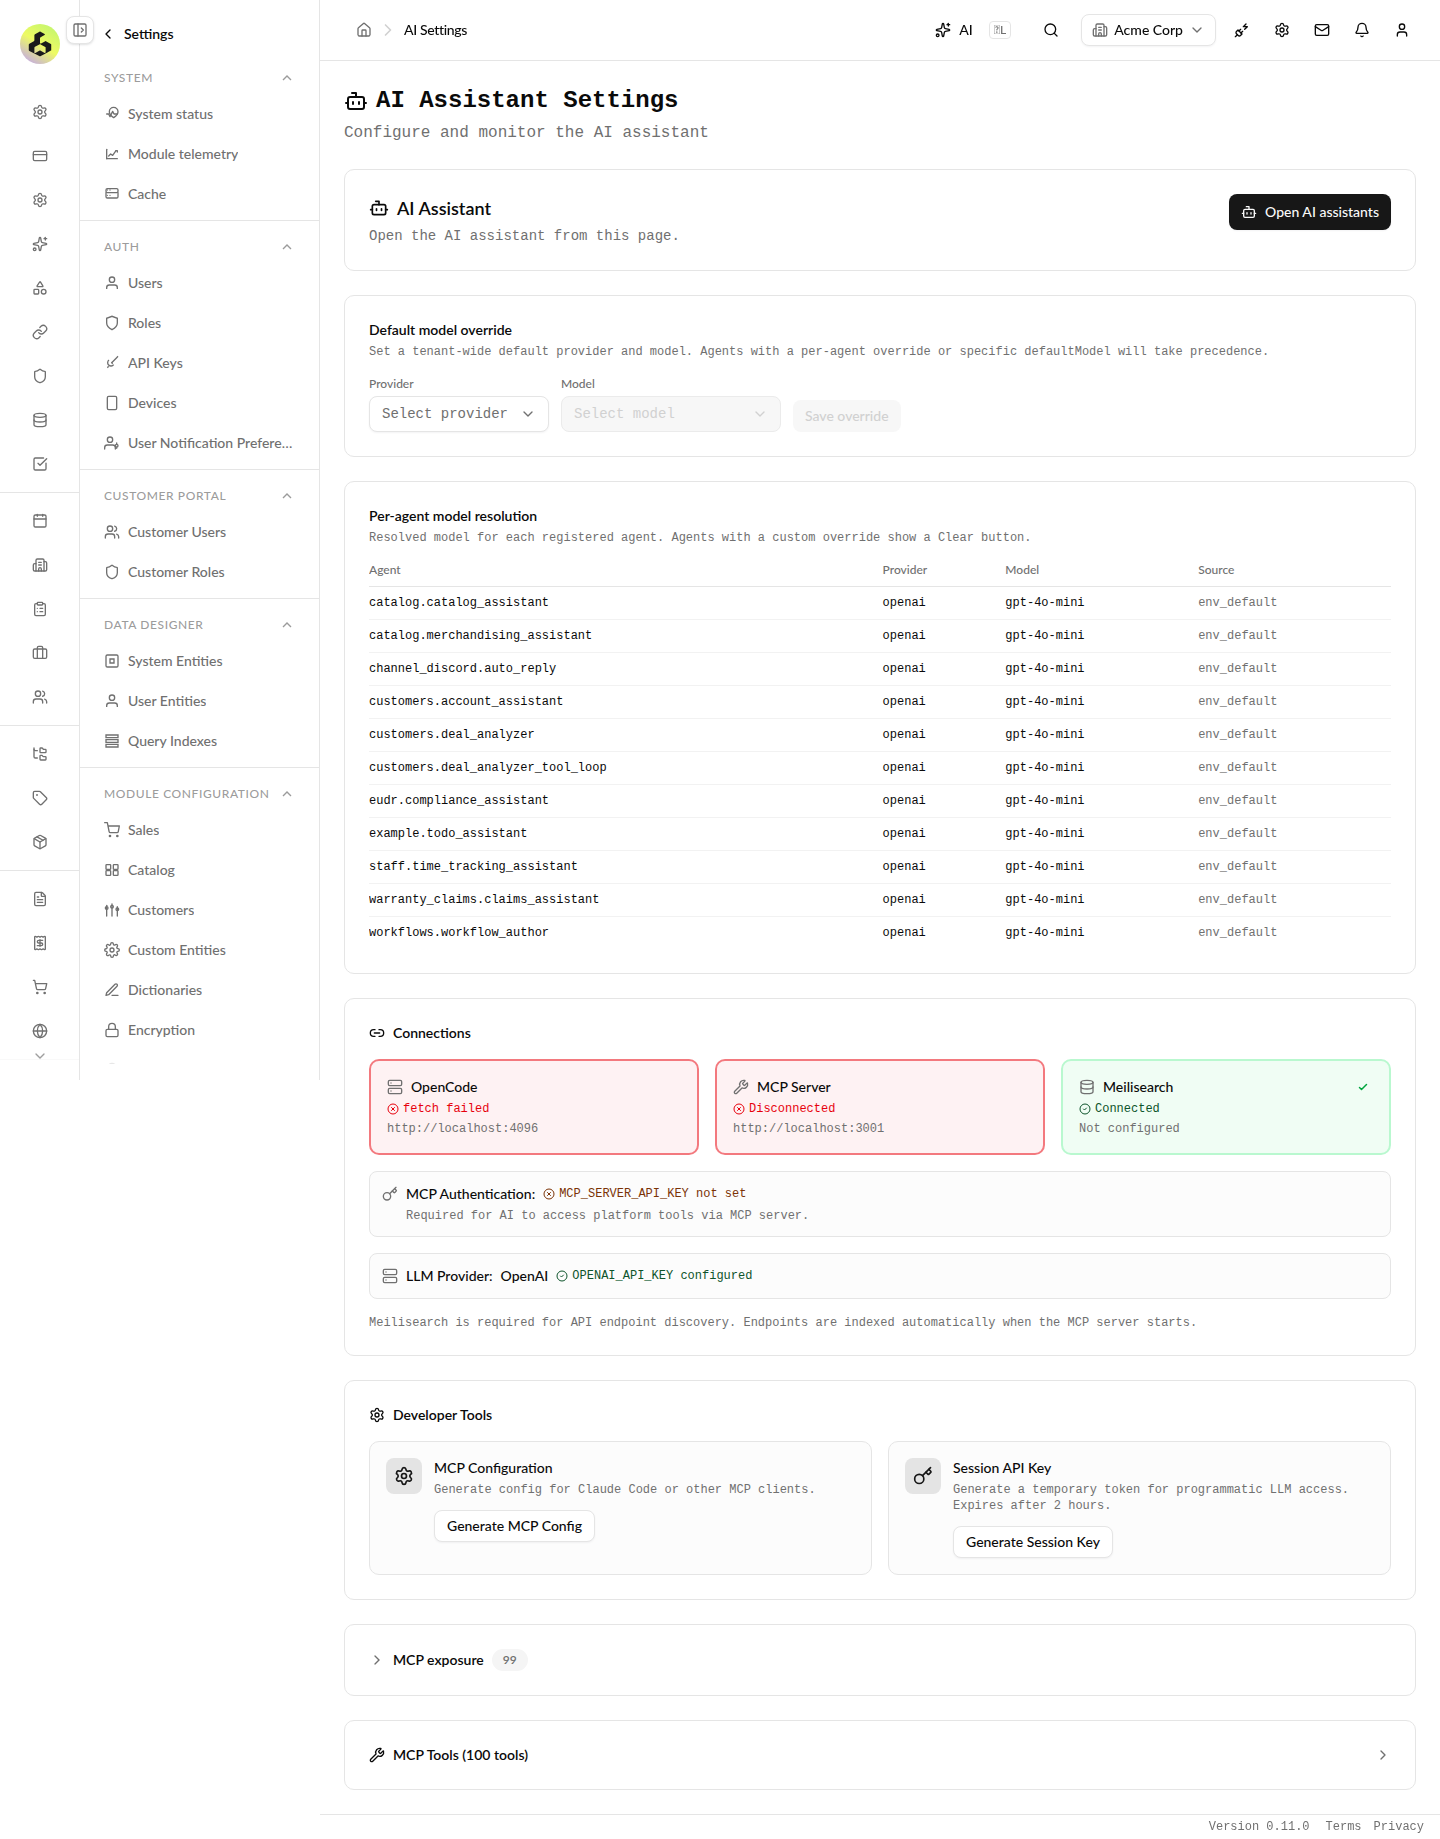 Settings
SYSTEM
System status
Module telemetry
Cache
AUTH
Users
Roles
API Keys
Devices
User Notification Prefere...
CUSTOMER PORTAL
Customer Users
Customer Roles
DATA DESIGNER
System Entities
User Entities
Query Indexes
MODULE CONFIGURATION
Sales
Catalog
Customers
Custom Entities
Dictionaries
Encryption
AI Settings
AI
L
Acme Corp
AI Assistant Settings
Configure and monitor the AI assistant
AI Assistant
Open the AI assistant from this page.
Open AI assistants
Default model override
Set a tenant-wide default provider and model. Agents with a per-agent override or specific defaultModel will take precedence.
Provider Model
Select provider Select model Save override
Per-agent model resolution
Resolved model for each registered agent. Agents with a custom override show a Clear button.
Agent Provider Model Source
catalog.catalog_assistant openai gpt-4o-mini env_default
catalog.merchandising_assistant openai gpt-4o-mini env_default
channel_discord.auto_reply openai gpt-4o-mini env_default
customers.account_assistant openai gpt-4o-mini env_default
customers.deal_analyzer openai gpt-4o-mini env_default
customers.deal_analyzer_tool_loop openai gpt-4o-mini env_default
eudr.compliance_assistant openai gpt-4o-mini env_default
example.todo_assistant openai gpt-4o-mini env_default
staff.time_tracking_assistant openai gpt-4o-mini env_default
warranty_claims.claims_assistant openai gpt-4o-mini env_default
workflows.workflow_author openai gpt-4o-mini env_default
Connections
OpenCode
fetch failed
http://localhost:4096
MCP Server
Disconnected
http://localhost:3001
Meilisearch
Connected
Not configured
MCP Authentication: MCP_SERVER_API_KEY not set
Required for AI to access platform tools via MCP server.
LLM Provider: OpenAI OPENAI_API_KEY configured
Meilisearch is required for API endpoint discovery. Endpoints are indexed automatically when the MCP server starts.
Developer Tools
MCP Configuration
Generate config for Claude Code or other MCP clients.
Generate MCP Config
Session API Key
Generate a temporary token for programmatic LLM access.
Expires after 2 hours.
Generate Session Key
MCP exposure 99
MCP Tools (100 tools)
Version 0.11.0 Terms Privacy